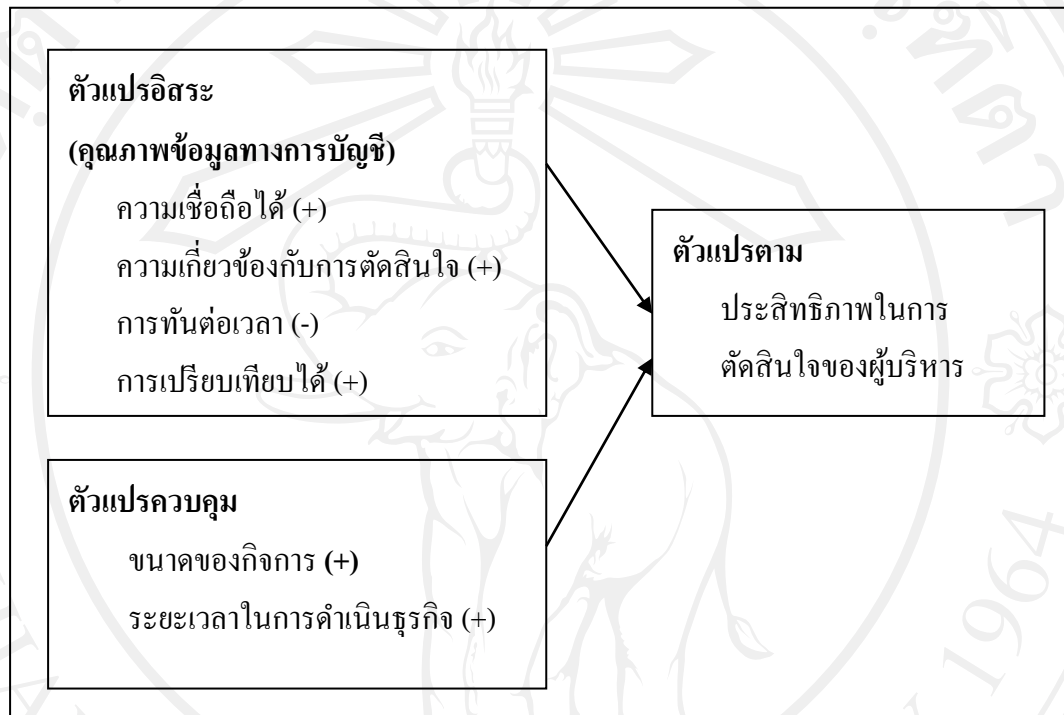 ตัวแปรอิสระ
(คุณภาพข้อมูลทางการบัญชี)
ความเชื่อถือได้ (+)
ความเกี่ยวข้องกับการตัดสินใจ (+)
การทันต่อเวลา (-)
การเปรียบเทียบได้ (+)
ตัวแปรตาม
ประสิทธิภาพในการ
ตัดสินใจของผู้บริหาร
ตัวแปรควบคุม
ขนาดของกิจการ (+)
ระยะเวลาในการดำเนินธุรกิจ (+)
1964